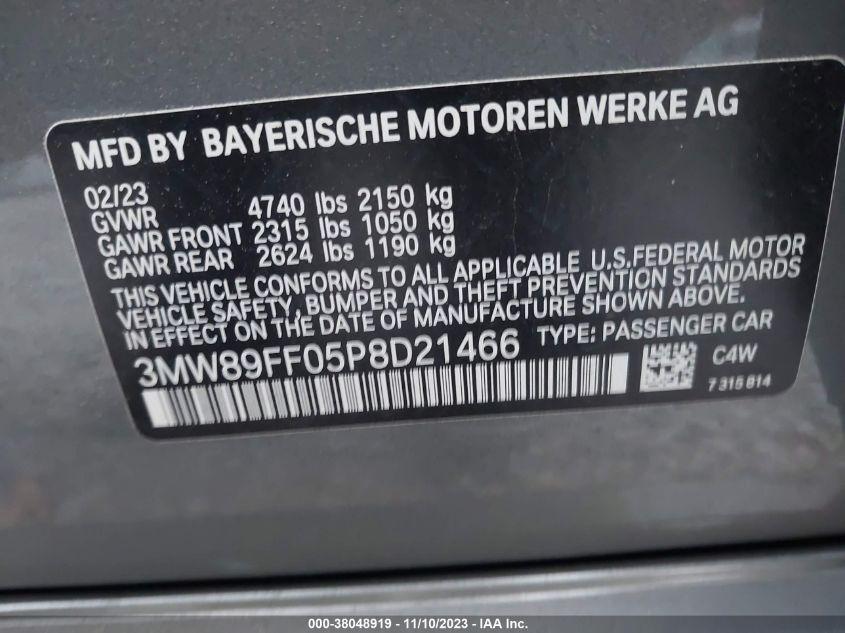 MFD BY BAYERISCHE MOTOREN WERKE AG
02/23
GVWR 4740 lbs 2150 kg
GAWR FRONT 2315 lbs 1050 kg
GAWR REAR 2624 lbs 1190 kg
THIS VEHICLE CONFORMS TO ALL APPLICABLE U.S.FEDERAL MOTOR
VEHICLE SAFETY, BUMPER AND THEFT PREVENTION STANDARDS
IN EFFECT ON THE DATE OF MANUFACTURE SHOWN ABOVE.
3MW89FF05P8D21466 TYPE: PASSENGER CAR
C4W
7 315 814
000-38048919 - 11/10/2023 - IAA Inc.